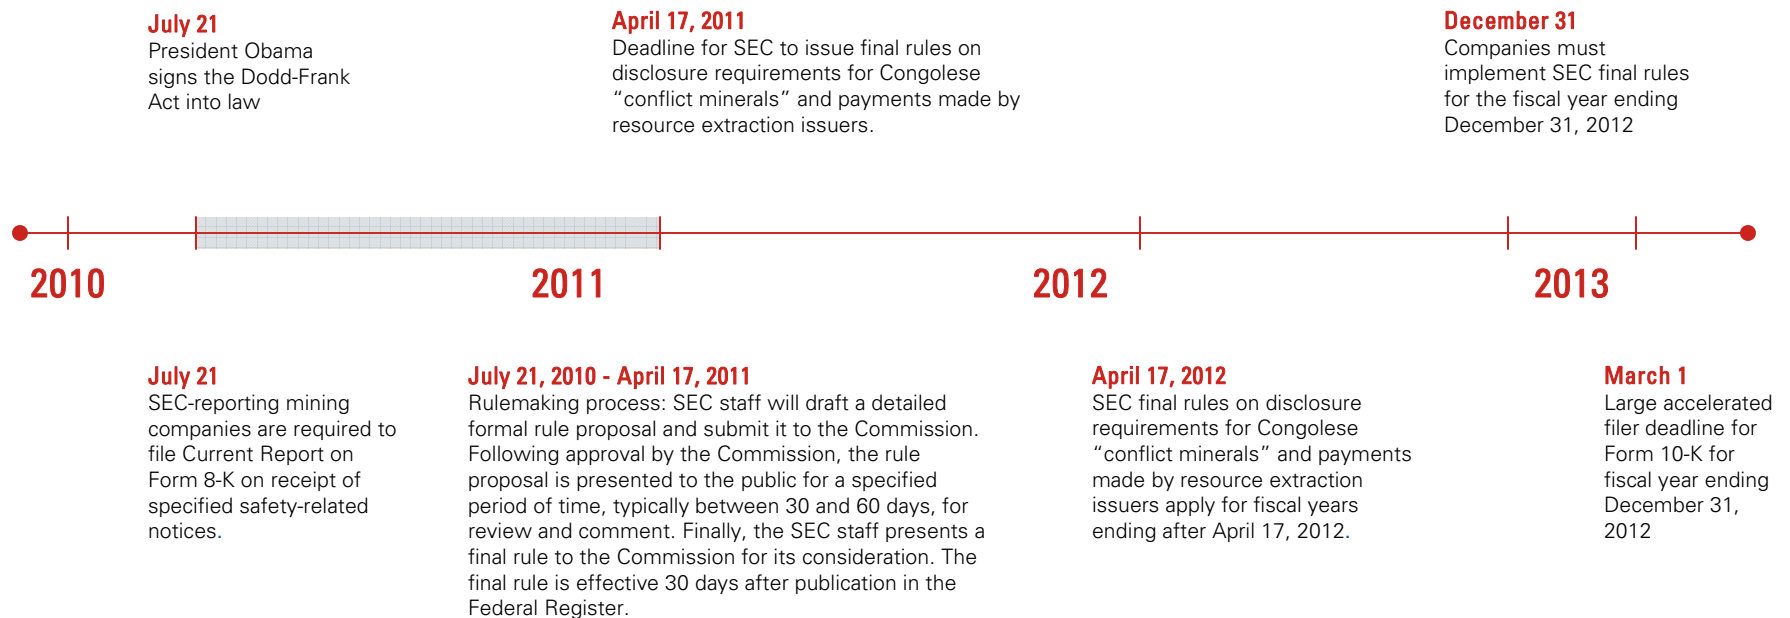 July 21
President Obama
signs the Dodd-Frank
Act into law
April 17, 2011
Deadline for SEC to issue final rules on
disclosure requirements for Congolese
“conflict minerals” and payments made by
resource extraction issuers.
December 31
Companies must
implement SEC final rules
for the fiscal year ending
December 31, 2012
2010
2011
2012
2013
July 21
SEC-reporting mining
companies are required to
file Current Report on
Form 8-K on receipt of
specified safety-related
notices.
July 21, 2010 - April 17, 2011
Rulemaking process: SEC staff will draft a detailed
formal rule proposal and submit it to the Commission.
Following approval by the Commission, the rule
proposal is presented to the public for a specified
period of time, typically between 30 and 60 days, for
review and comment. Finally, the SEC staff presents a
final rule to the Commission for its consideration. The
final rule is effective 30 days after publication in the
Federal Register.
April 17, 2012
SEC final rules on disclosure
requirements for Congolese
“conflict minerals” and payments
made by resource extraction
issuers apply for fiscal years
ending after April 17, 2012.
March 1
Large accelerated
filer deadline for
Form 10-K for
fiscal year ending
December 31,
2012